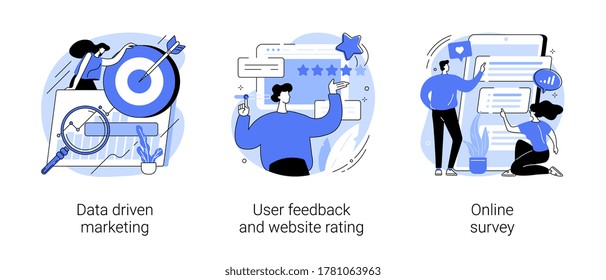 Data driven
marketing
User feedback
and website rating
Online
survey
shutterstock.com · 1781063963